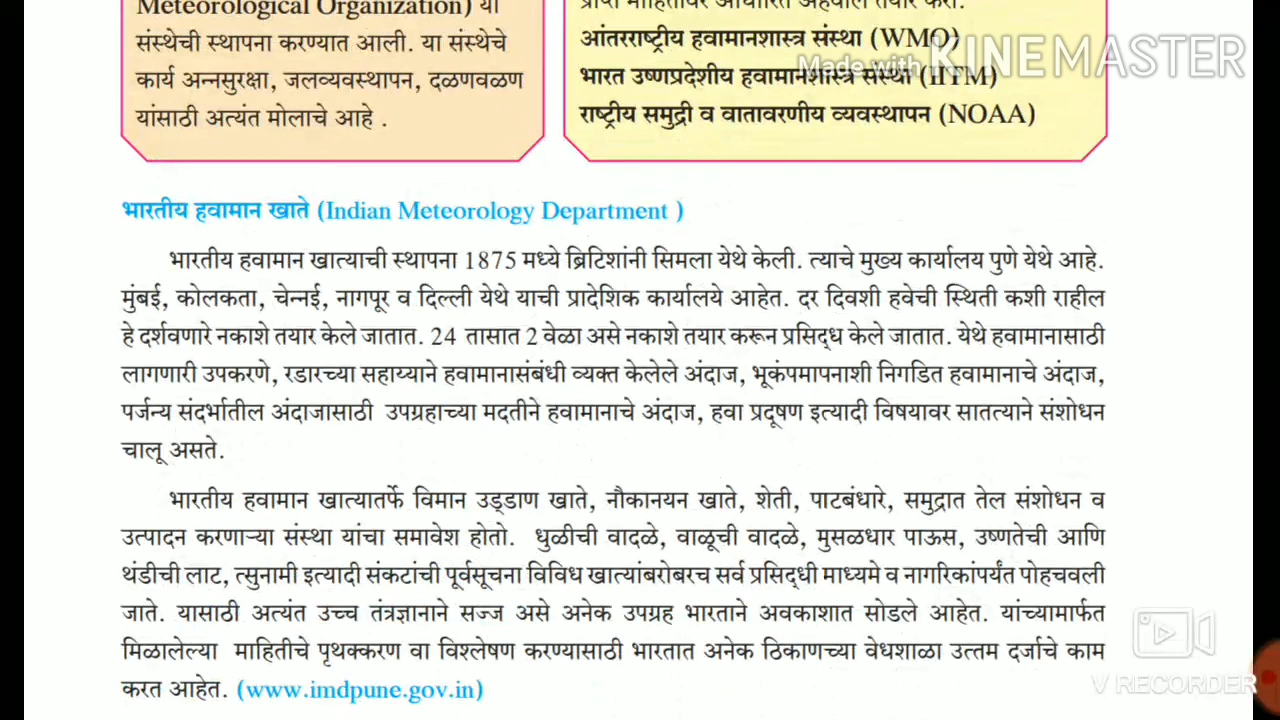 Meteorological Organization) या
संस्थेची स्थापना करण्यात आली. या संस्थेचे
कार्य अन्नसुरक्षा, जलव्यवस्थापन, दळणवळण
यांसाठी अत्यंत मोलाचे आहे .
प्राप्त माहितीवर आधारित अहवाल तयार करा.
आंतरराष्ट्रीय हवामानशास्त्र संस्था (WMO)
भारत उष्णप्रदेशीय हवामानशास्त्र संस्था (IITM)
राष्ट्रीय समुद्री व वातावरणीय व्यवस्थापन (NOAA)
Made with KINEMASTER
भारतीय हवामान खाते (Indian Meteorology Department )
भारतीय हवामान खात्याची स्थापना 1875 मध्ये ब्रिटिशांनी सिमला येथे केली. त्याचे मुख्य कार्यालय पुणे येथे आहे.
मुंबई, कोलकता, चेन्नई, नागपूर व दिल्ली येथे याची प्रादेशिक कार्यालये आहेत. दर दिवशी हवेची स्थिती कशी राहील
हे दर्शवणारे नकाशे तयार केले जातात. 24 तासात 2 वेळा असे नकाशे तयार करून प्रसिद्ध केले जातात. येथे हवामानासाठी
लागणारी उपकरणे, रडारच्या सहाय्याने हवामानासंबंधी व्यक्त केलेले अंदाज, भूकंपमापनाशी निगडित हवामानाचे अंदाज,
पर्जन्य संदर्भातील अंदाजासाठी उपग्रहाच्या मदतीने हवामानाचे अंदाज, हवा प्रदूषण इत्यादी विषयावर सातत्याने संशोधन
चालू असते.
भारतीय हवामान खात्यातर्फे विमान उड्डाण खाते, नौकानयन खाते, शेती, पाटबंधारे, समुद्रात तेल संशोधन व
उत्पादन करणाऱ्या संस्था यांचा समावेश होतो. धुळीची वादळे, वाळूची वादळे, मुसळधार पाऊस, उष्णतेची आणि
थंडीची लाट, त्सुनामी इत्यादी संकटांची पूर्वसूचना विविध खात्यांबरोबरच सर्व प्रसिद्धी माध्यमे व नागरिकांपर्यंत पोहचवली
जाते. यासाठी अत्यंत उच्च तंत्रज्ञानाने सज्ज असे अनेक उपग्रह भारताने अवकाशात सोडले आहेत. यांच्यामार्फत
मिळालेल्या माहितीचे पृथक्करण वा विश्लेषण करण्यासाठी भारतात अनेक ठिकाणच्या वेधशाळा उत्तम दर्जाचे काम
करत आहेत. (www.imdpune.gov.in)
V RECORDER